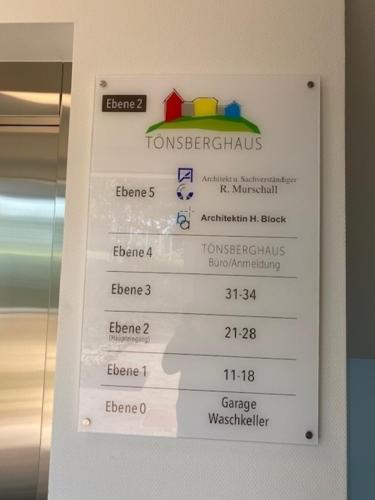 Ebene 2
TÖNSBERGHAUS
Ebene 5
Architekt u. Sachverständiger
R. Murschall
Architektin H. Block
Ebene 4
TÖNSBERGHAUS
Büro/Anmeldung
Ebene 3
31-34
Ebene 2
(Haupteingang)
21-28
Ebene 1
11-18
Ebene 0
Garage
Waschkeller